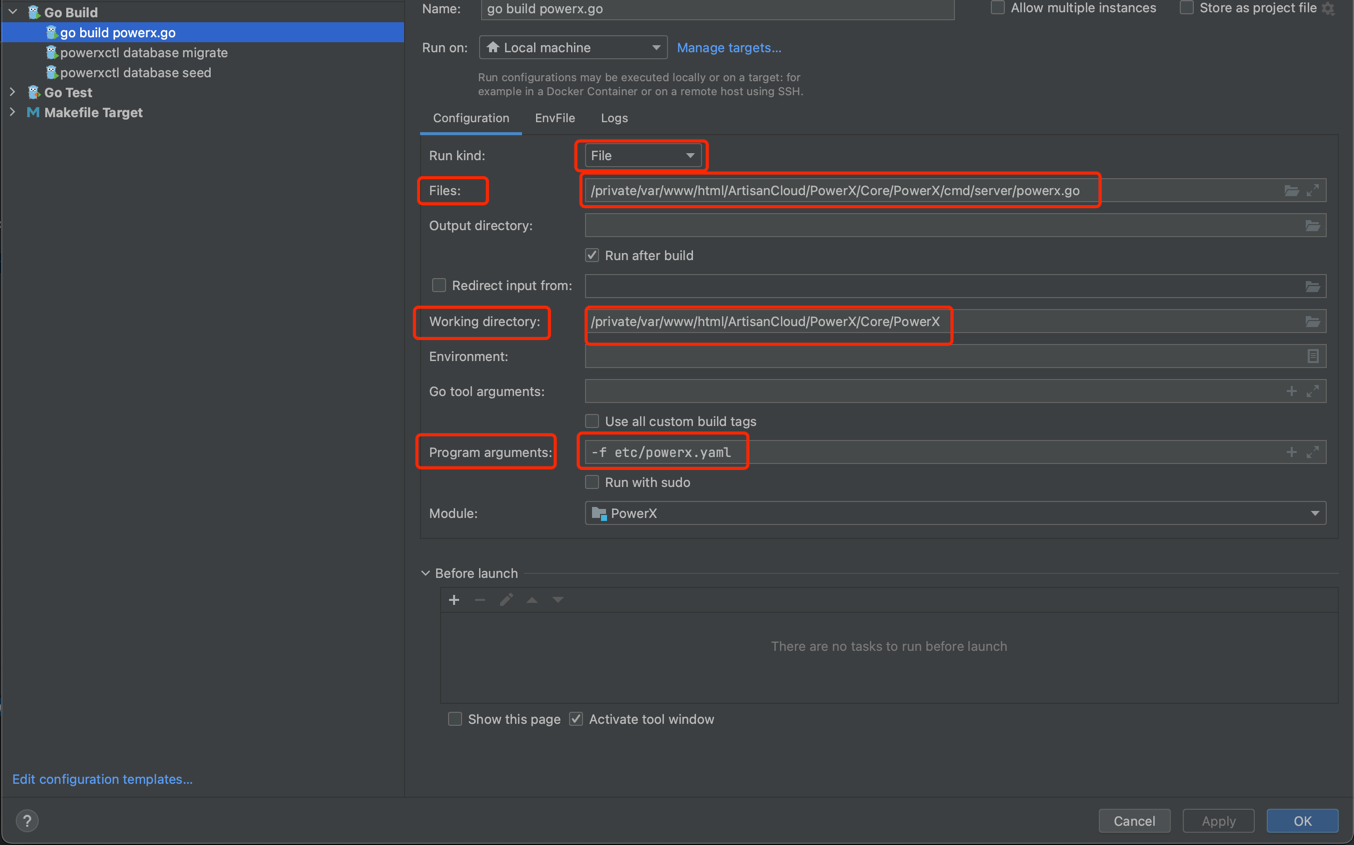 Go Build
go build powerx.go
powerxctl database migrate
powerxctl database seed
Go Test
Makefile Target
Edit configuration templates...
Name: go build powerx.go
Allow multiple instances
Store as project file
Run on: Local machine Manage targets...
Run configurations may be executed locally or on a target: for
example in a Docker Container or on a remote host using SSH.
Configuration EnvFile Logs
Run kind: File
Files: /private/var/www/html/ArtisanCloud/PowerX/Core/PowerX/cmd/server/powerx.go
Output directory:
Run after build
Redirect input from:
Working directory: /private/var/www/html/ArtisanCloud/PowerX/Core/PowerX
Environment:
Go tool arguments:
Use all custom build tags
Program arguments: -f etc/powerx.yaml
Run with sudo
Module: PowerX
Before launch
There are no tasks to run before launch
Show this page Activate tool window
? Cancel Apply OK